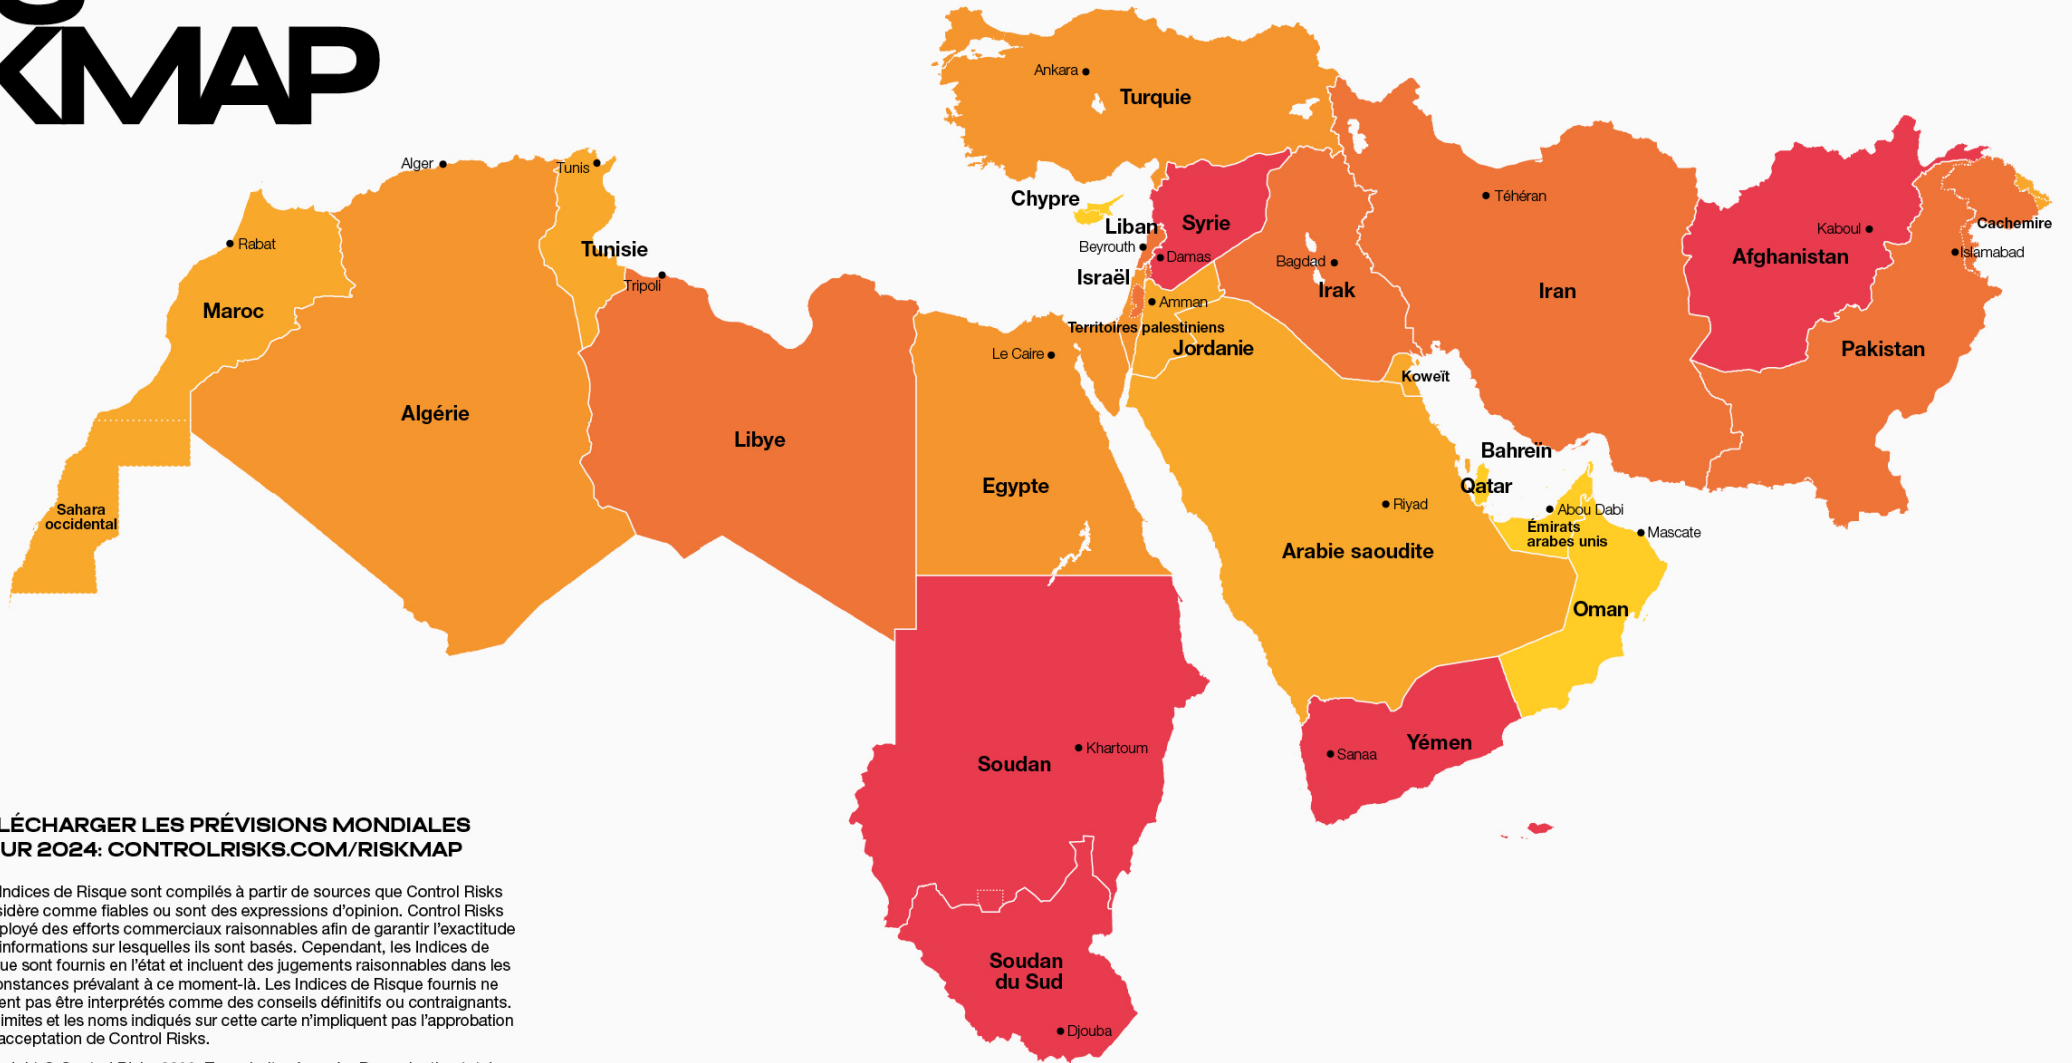 KMAP
Ankara
Turquie
Alger
Tunis
Téhéran
Chypre
Liban
Syrie
Cachemire
Kaboul
Rabat
Tunisie
Beyrouth
Damas
Afghanistan
Islamabad
Bagdad
Israël
Tripoli
Irak
Iran
Amman
Maroc
Territoires palestiniens
Jordanie
Pakistan
Le Caire
Koweït
Algérie
Libye
Bahreïn
Egypte
Qatar
Riyad
Abou Dabi
Sahara
occidental
Émirats
arabes unis
Mascate
Arabie saoudite
Oman
Yémen
Sanaa
Khartoum
Soudan
LÉCHARGER LES PRÉVISIONS MONDIALES
UR 2024: CONTROLRISKS.COM/RISKMAP
Indices de Risque sont compilés à partir de sources que Control Risks
sidère comme fiables ou sont des expressions d’opinion. Control Risks
ployé des efforts commerciaux raisonnables afin de garantir l’exactitude
informations sur lesquelles ils sont basés. Cependant, les Indices de
ue sont fournis en l’état et incluent des jugements raisonnables dans les
onstances prévalant à ce moment-là. Les Indices de Risque fournis ne
ent pas être interprétés comme des conseils définitifs ou contraignants.
imites et les noms indiqués sur cette carte n’impliquent pas l’approbation
acceptation de Control Risks.
Soudan
du Sud
Djouba